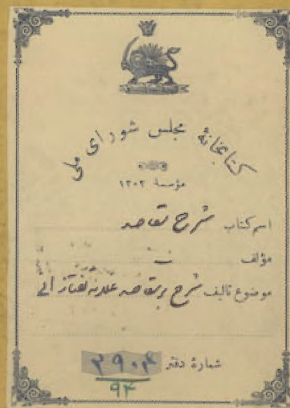 کتابخانهٔ مجلس شورای ملی
مؤسسهٔ ۱۳۰۲
اسم کتاب شرح مقاصد
مؤلف
موضوع تألیف شرح بر مقاصد علامه تفتازانی
شمارهٔ دفتر ۳۹۰۴
۹۴